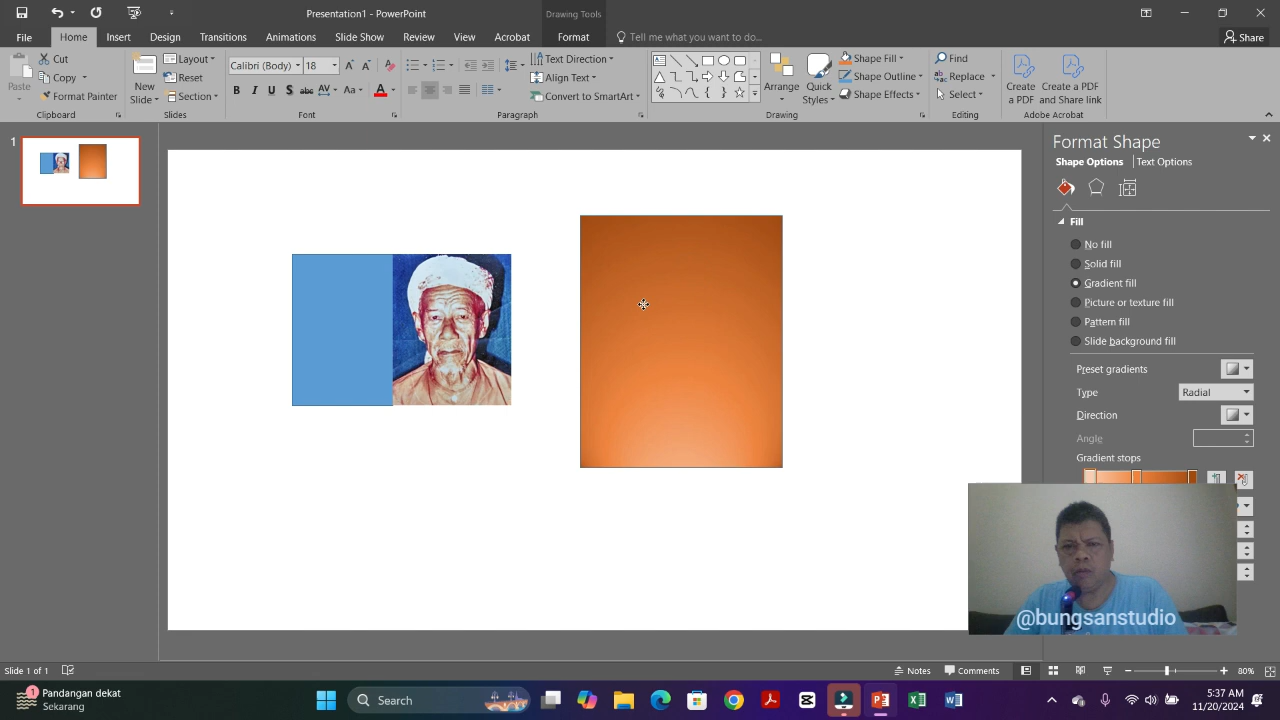 Presentation1 - PowerPoint
Drawing Tools
File
Home
Insert
Design
Transitions
Animations
Slide Show
Review
View
Acrobat
Format
Tell me what you want to do...
Share
Paste
Cut
Copy
Format Painter
Clipboard
New
Slide
Layout
Reset
Section
Slides
Calibri (Body)
18
B I U S abc AV Aa A
Font
Text Direction
Align Text
Convert to SmartArt
Paragraph
Arrange
Quick
Styles
Shape Fill
Shape Outline
Shape Effects
Drawing
Find
Replace
Select
Editing
Create
a PDF
Create a PDF
and Share link
Adobe Acrobat
1
Format Shape
Shape Options
Text Options
Fill
No fill
Solid fill
Gradient fill
Picture or texture fill
Pattern fill
Slide background fill
Preset gradients
Type
Radial
Direction
Angle
Gradient stops
@bungsanstudio
Slide 1 of 1
Notes
Comments
80%
1
Pandangan dekat
Sekarang
Search
5:37 AM
11/20/2024